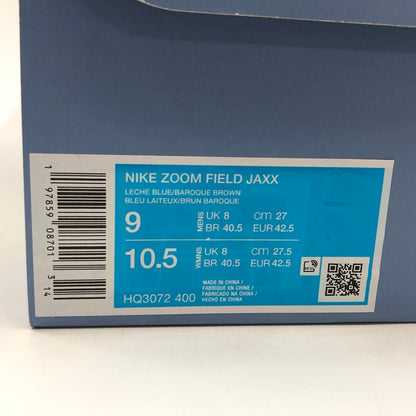 NIKE ZOOM FIELD JAXX
LECHE BLUE/BAROQUE BROWN
BLEU LAITEUX/BRUN BAROQUE
9 MENS UK 8 cm 27
BR 40.5 EUR 42.5
10.5 WMNS UK 8 cm 27.5
BR 40.5 EUR 42.5
MADE IN CHINA /
FABRIQUE EN CHINE /
FABRICADO NA CHINA /
HECHO EN CHINA
HQ3072 400
1 97859 08701 3 14